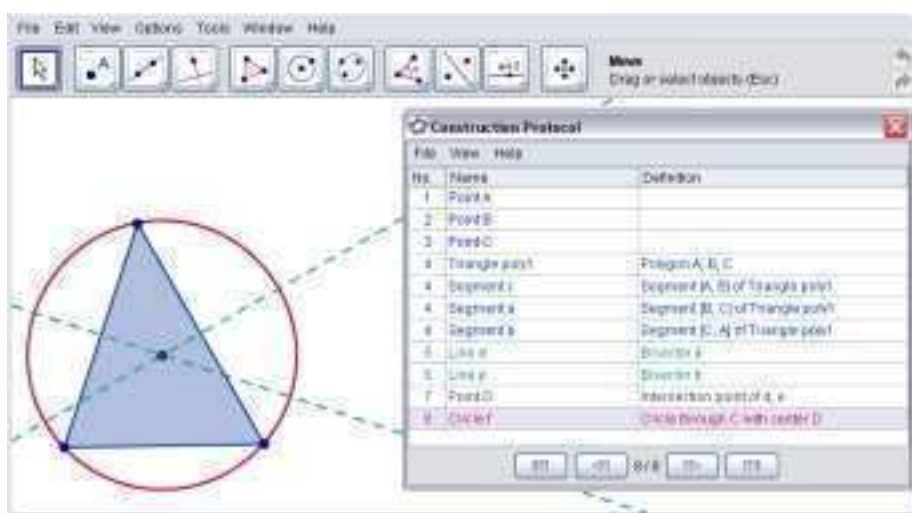 File Edit View Options Tools Window Help
A
Move
Drag or select objects (Esc)
Construction Protocol
File View Help
No. Name Definition
1 Point A
2 Point B
3 Point C
4 Triangle poly1 Polygon A, B, C
4 Segment c Segment [A, B] of Triangle poly1
4 Segment a Segment [B, C] of Triangle poly1
4 Segment b Segment [C, A] of Triangle poly1
5 Line d Bisector a
Line e Bisector b
7 Point D Intersection point of d, e
8 Circle f Circle through C with center D
8 / 8